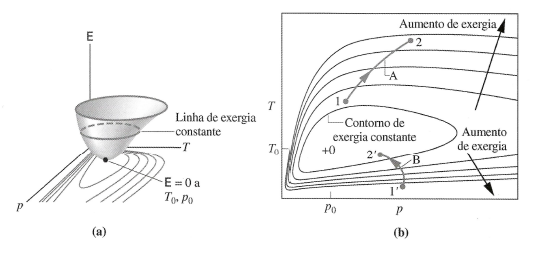 E
Linha de exergia
constante
T
E = 0 a
T₀, p₀
p
(a)
Aumento de exergia
2
A
1
T
Contorno de
exergia constante
Aumento
de exergia
T₀
+0
2'
B
1'
p₀
p
(b)